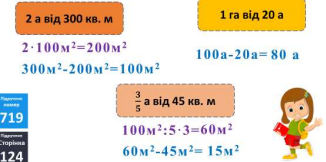 2 а від 300 кв. м
2·100м²=200м²
300м²-200м²=100м²
1 га від 20 а
100а-20а= 80 а
3/5 а від 45 кв. м
100м²:5·3=60м²
60м²-45м²= 15м²
Підручник
номер
719
Підручник
Сторінка
124